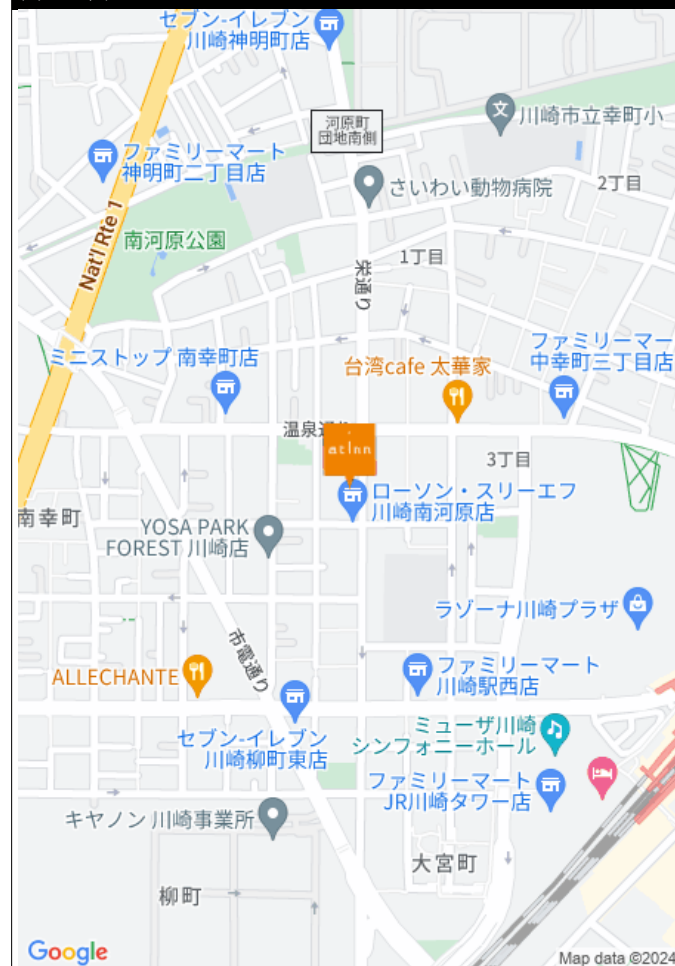 セブン-イレブン
川崎神明町店
河原町
団地南側
川崎市立幸町小
ファミリーマート
神明町二丁目店
さいわい動物病院
2丁目
Nat'l Rte 1
南河原公園
1丁目
栄通り
ミニストップ 南幸町店
台湾cafe 太華家
ファミリーマー
中幸町三丁目店
温泉通り
atinn
3丁目
ローソン・スリーエフ
川崎南河原店
南幸町
YOSA PARK
FOREST 川崎店
ラゾーナ川崎プラザ
市電通り
ALLECHANTE
ファミリーマート
川崎駅西店
セブン-イレブン
川崎柳町東店
ミューザ川崎
シンフォニーホール
ファミリーマート
JR川崎タワー店
キヤノン 川崎事業所
大宮町
柳町
Google
Map data ©2024